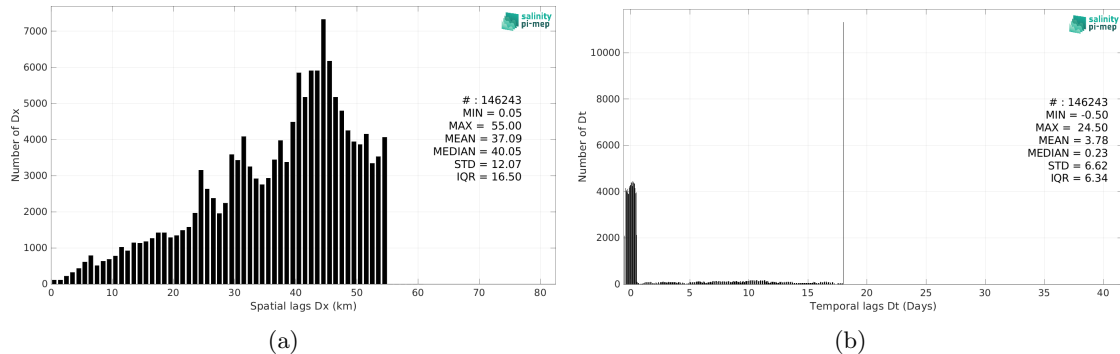 7000
6000
5000
4000
3000
2000
1000
0
Number of Dx
salinity
pi-mep
# : 146243
MIN = 0.05
MAX = 55.00
MEAN = 37.09
MEDIAN = 40.05
STD = 12.07
IQR = 16.50
0 10 20 30 40 50 60 70 80
Spatial lags Dx (km)
(a)
10000
8000
6000
4000
2000
0
Number of Dt
salinity
pi-mep
# : 146243
MIN = -0.50
MAX = 24.50
MEAN = 3.78
MEDIAN = 0.23
STD = 6.62
IQR = 6.34
0 5 10 15 20 25 30 35 40
Temporal lags Dt (Days)
(b)